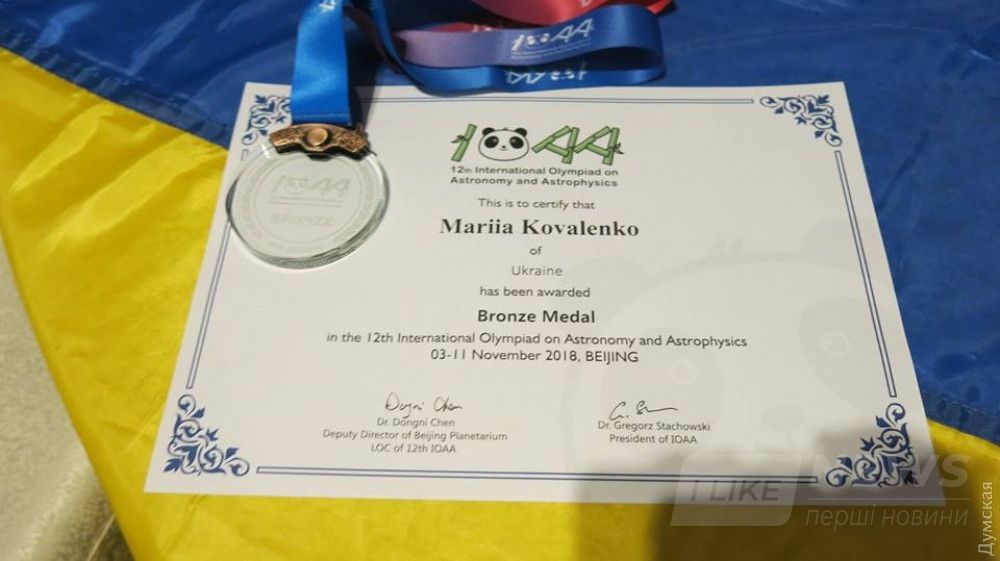 IOAA
IOAA
BRONZE
IOAA
12th International Olympiad on
Astronomy and Astrophysics
This is to certify that
Mariia Kovalenko
of
Ukraine
has been awarded
Bronze Medal
in the 12th International Olympiad on Astronomy and Astrophysics
03-11 November 2018, BEIJING
Dr. Dongni Chen
Deputy Director of Beijing Planetarium
LOC of 12th IOAA
Dr. Gregorz Stachowski
President of IOAA
I LIKE
NEWS
перші новини
Думская